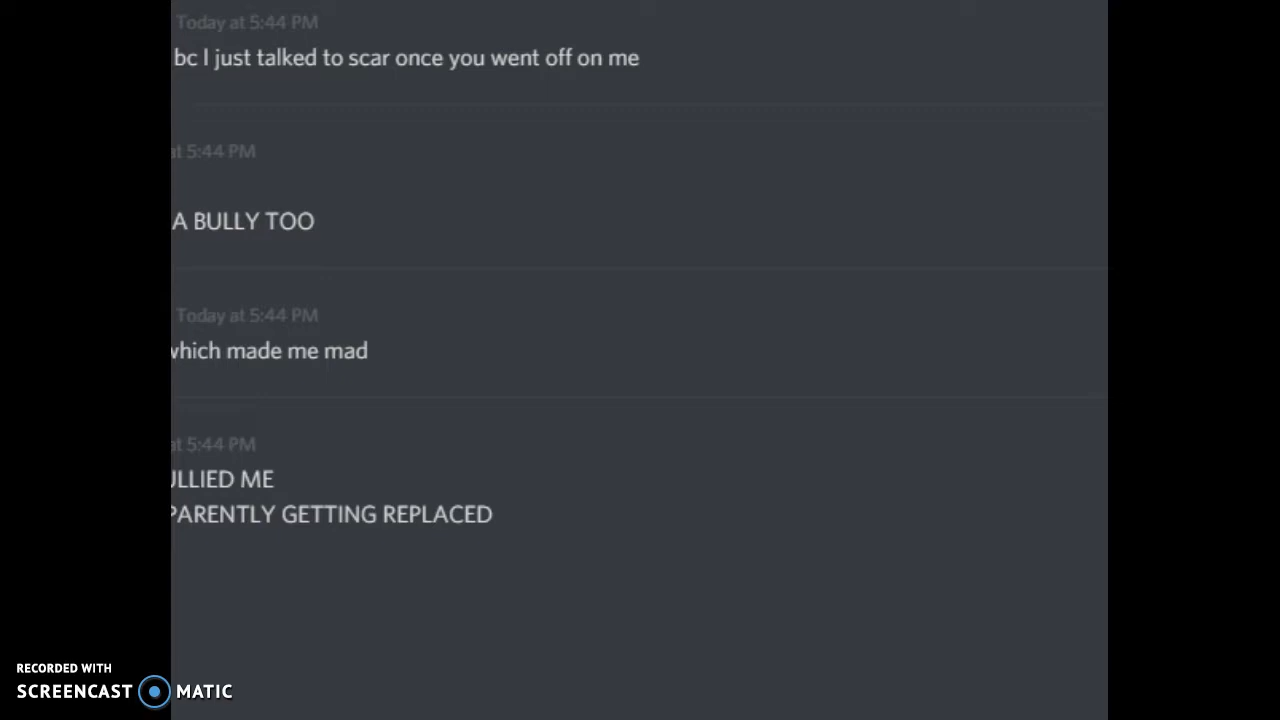 Today at 5:44 PM
bc I just talked to scar once you went off on me
at 5:44 PM
A BULLY TOO
Today at 5:44 PM
which made me mad
at 5:44 PM
ULLIED ME
PARENTLY GETTING REPLACED
RECORDED WITH
SCREENCAST MATIC